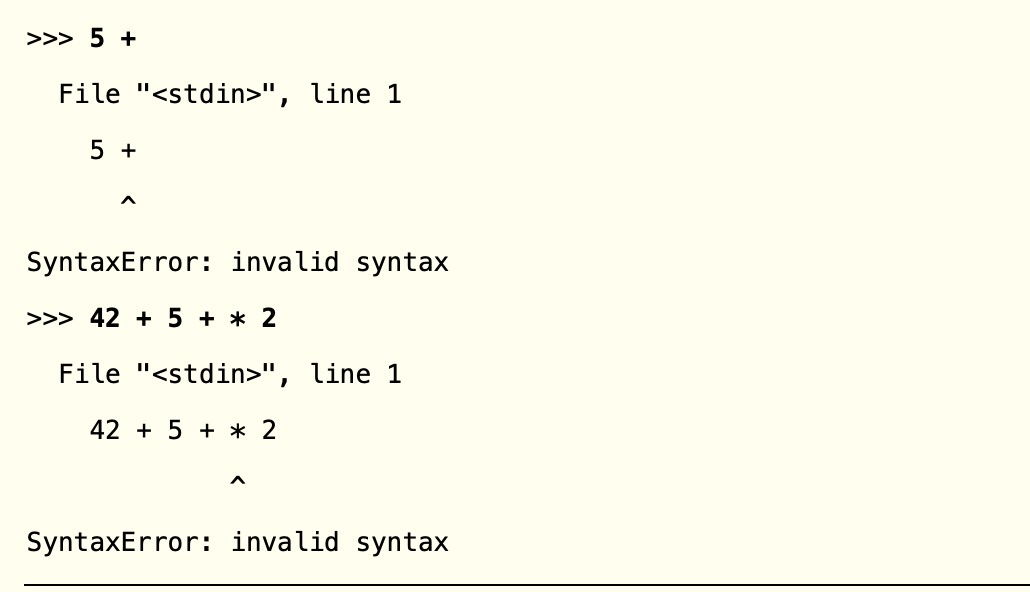 >>> 5 +
  File "<stdin>", line 1
    5 +
      ^
SyntaxError: invalid syntax
>>> 42 + 5 + * 2
  File "<stdin>", line 1
    42 + 5 + * 2
             ^
SyntaxError: invalid syntax